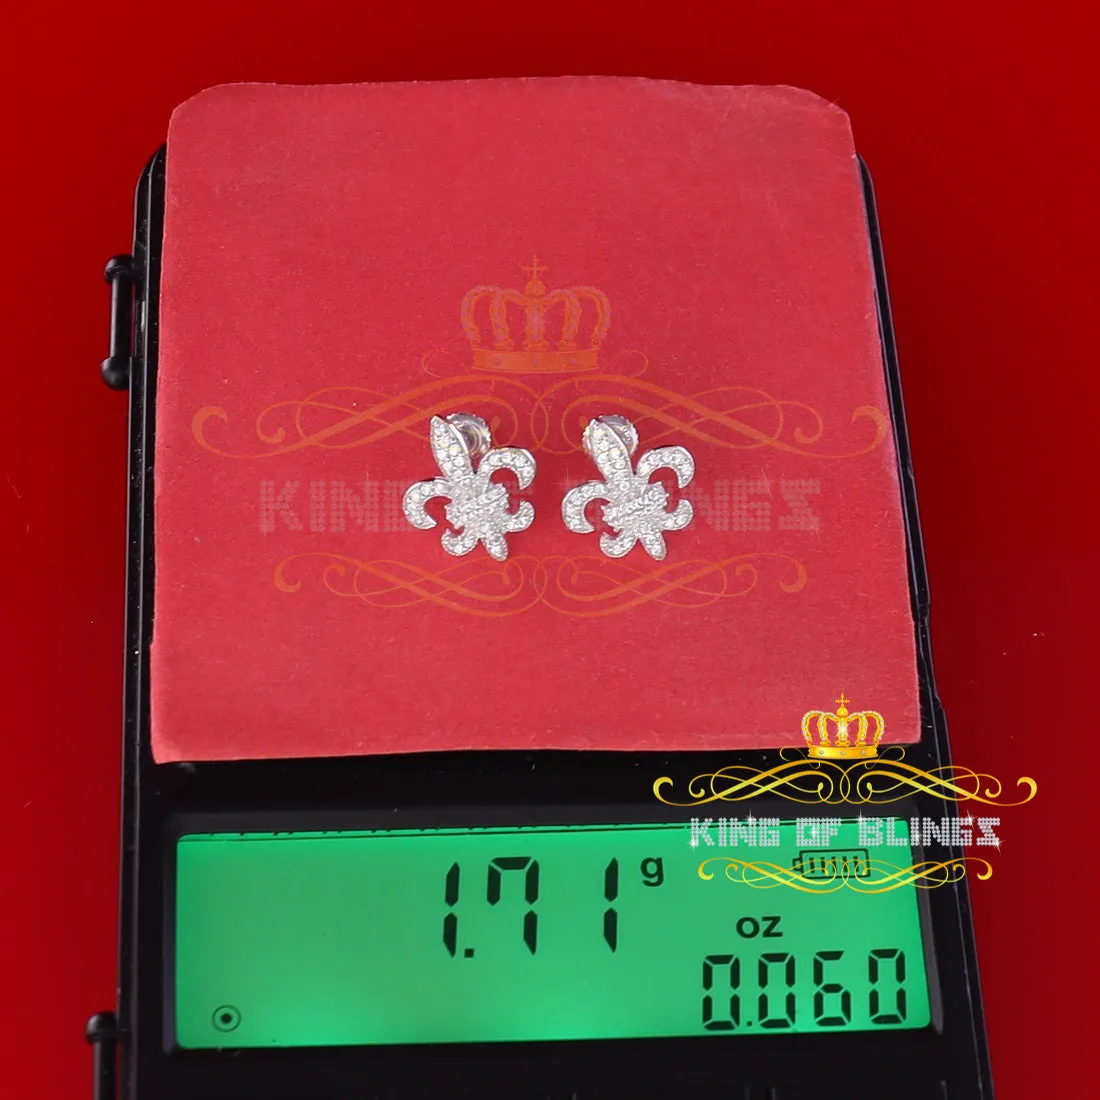 KING OF BLINGS
KING OF BLINGS
1.71 g
oz
0.060